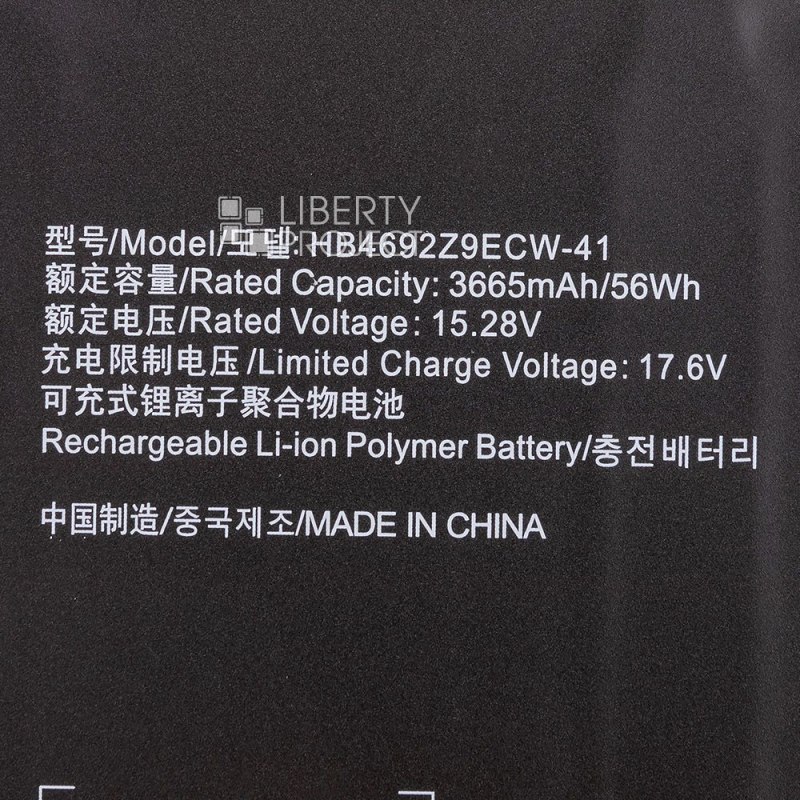 LIBERTY
PROJECT
型号/Model/모델: HB4692Z9ECW-41
额定容量/Rated Capacity: 3665mAh/56Wh
额定电压/Rated Voltage: 15.28V
充电限制电压/Limited Charge Voltage: 17.6V
可充式锂离子聚合物电池
Rechargeable Li-ion Polymer Battery/충전배터리
中国制造/중국제조/MADE IN CHINA